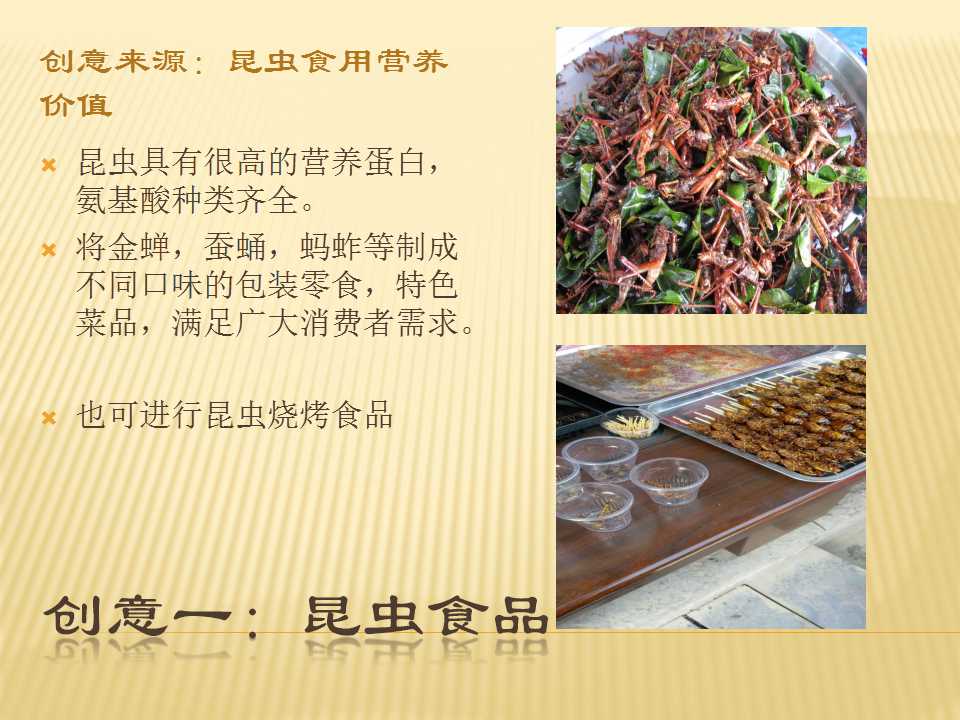 创意来源：昆虫食用营养
价值
昆虫具有很高的营养蛋白，
氨基酸种类齐全。
将金蝉，蚕蛹，蚂蚱等制成
不同口味的包装零食，特色
菜品，满足广大消费者需求。
也可进行昆虫烧烤食品
创意一：昆虫食品